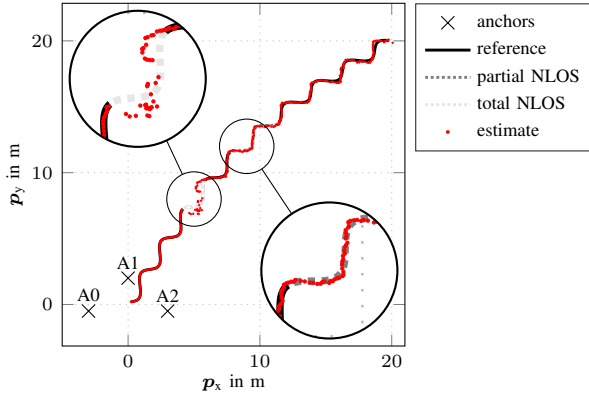 anchors
reference
partial NLOS
total NLOS
estimate
20
10
0
p_y in m
A1
A0
A2
0
10
20
p_x in m